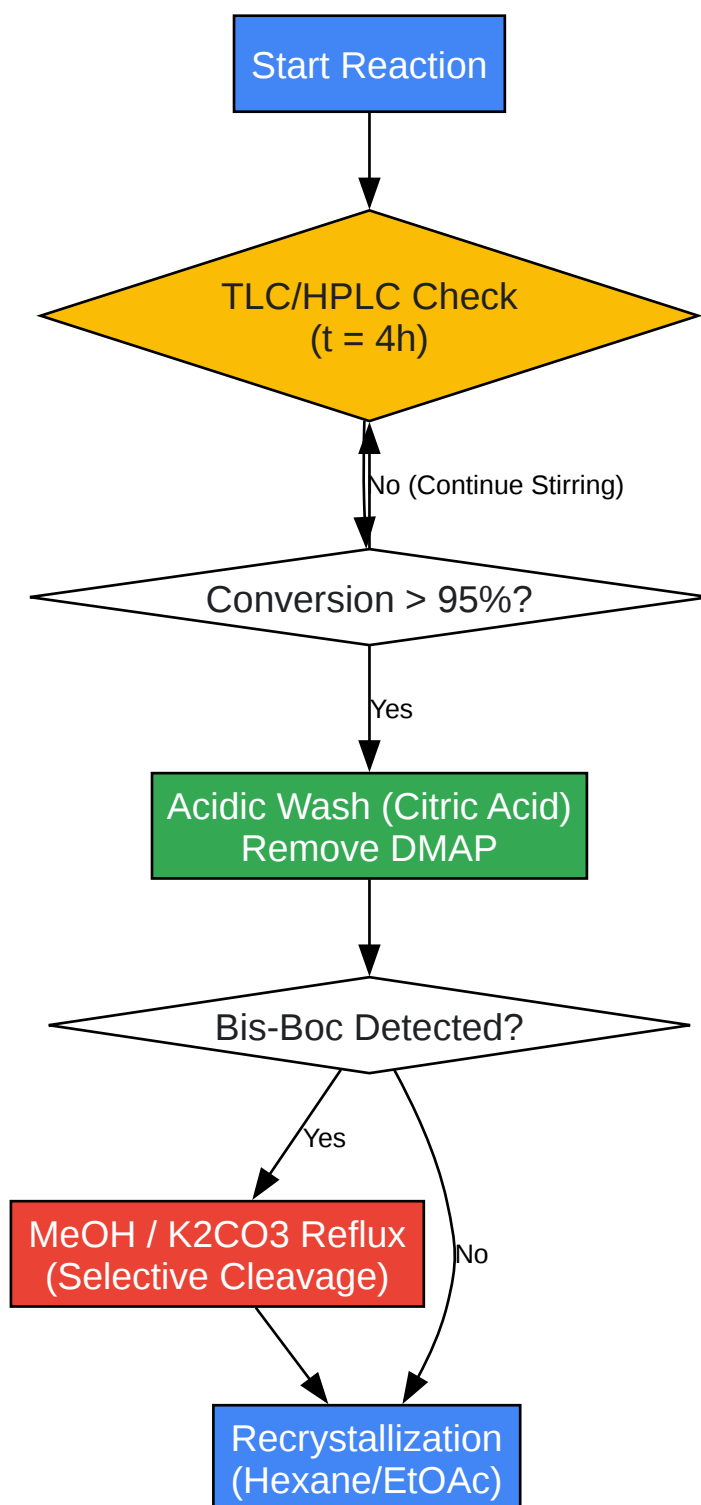 Start Reaction
TLC/HPLC Check
(t = 4h)
No (Continue Stirring)
Conversion > 95%?
Yes
Acidic Wash (Citric Acid)
Remove DMAP
Bis-Boc Detected?
Yes
MeOH / K2CO3 Reflux
(Selective Cleavage)
No
Recrystallization
(Hexane/EtOAc)